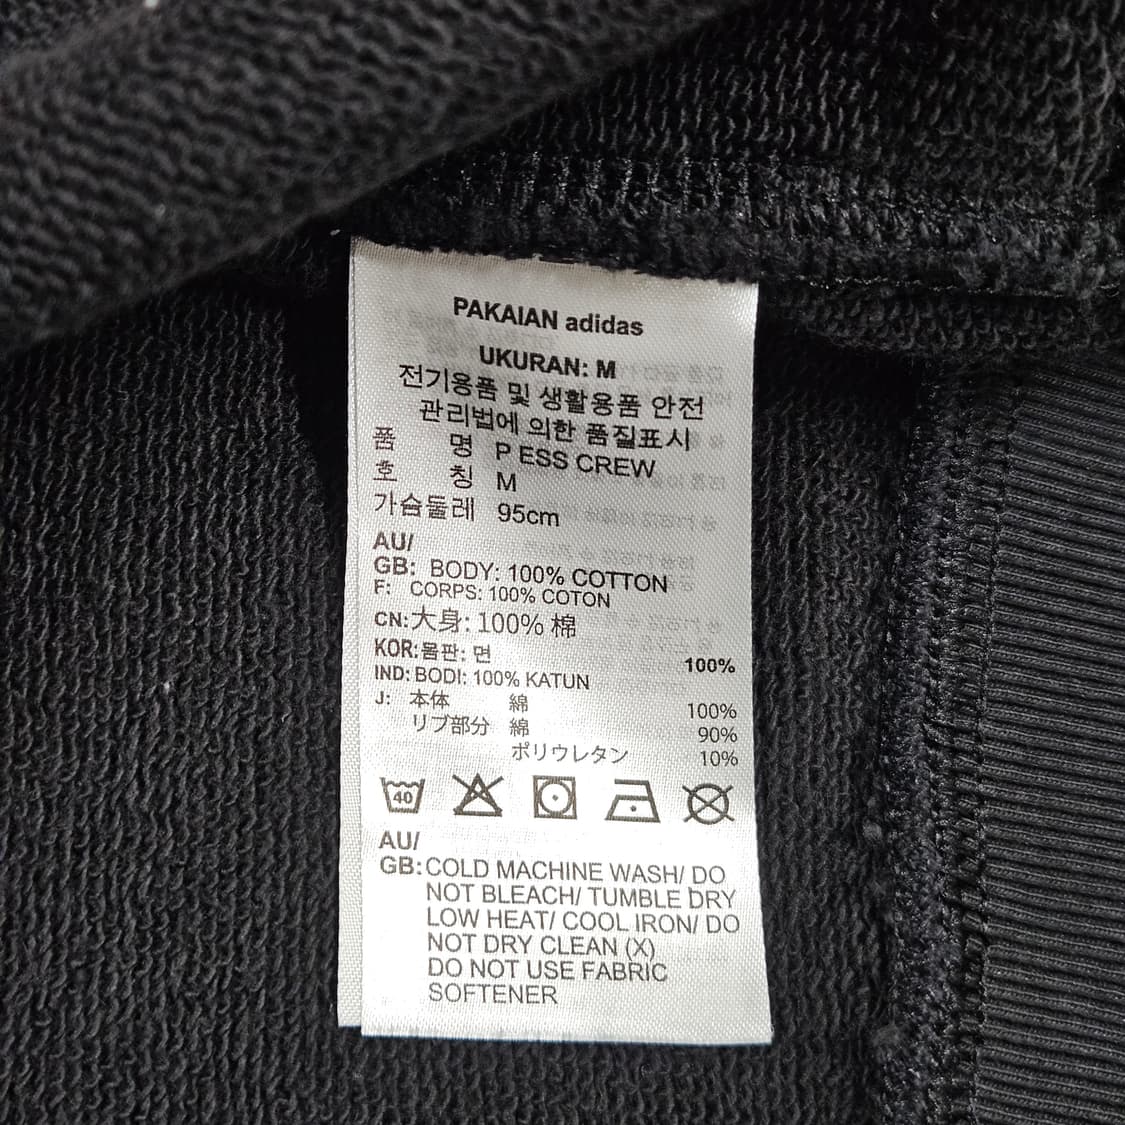 PAKAIAN adidas
UKURAN: M
전기용품 및 생활용품 안전
관리법에 의한 품질표시
품 명 P ESS CREW
호 칭 M
가슴둘레 95cm
AU/
GB: BODY: 100% COTTON
F: CORPS: 100% COTON
CN:大身: 100% 棉
KOR:몸판: 면 100%
IND: BODI: 100% KATUN
J: 本体 綿 100%
リブ部分 綿 90%
ポリウレタン 10%
40
AU/
GB:COLD MACHINE WASH/ DO
NOT BLEACH/ TUMBLE DRY
LOW HEAT/ COOL IRON/ DO
NOT DRY CLEAN (X)
DO NOT USE FABRIC
SOFTENER